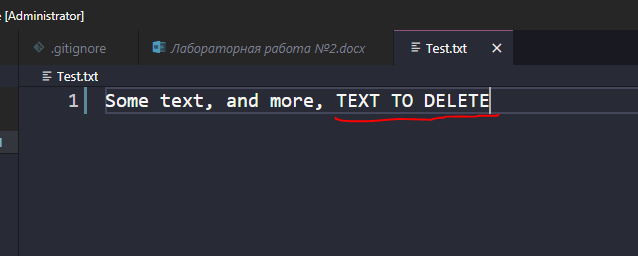 e [Administrator]
.gitignore Лабораторная работа №2.docx Test.txt
Test.txt
1 Some text, and more, TEXT TO DELETE